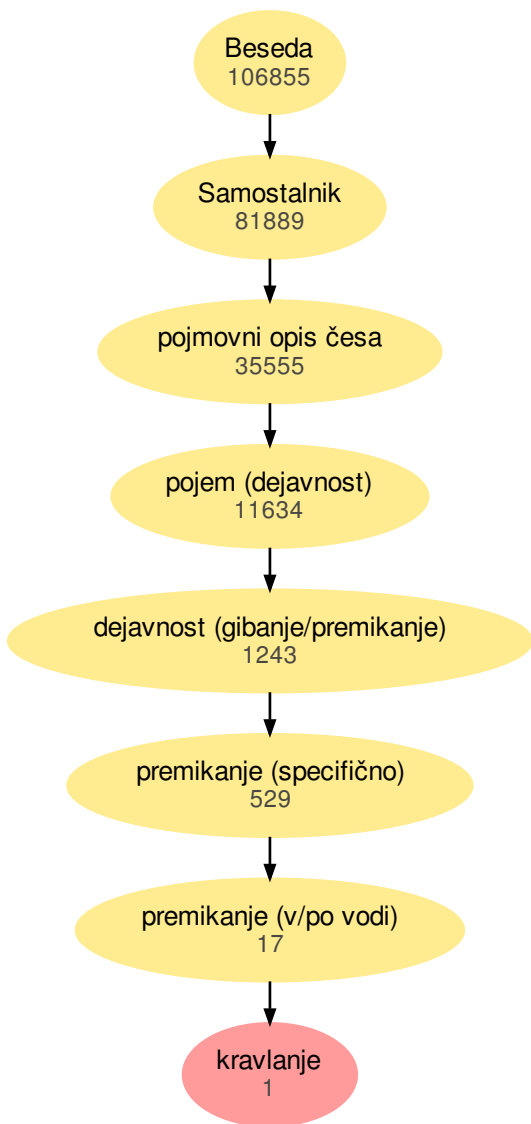 Beseda
106855
Samostalnik
81889
pojmovni opis česa
35555
pojem (dejavnost)
11634
dejavnost (gibanje/premikanje)
1243
premikanje (specifično)
529
premikanje (v/po vodi)
17
kravlanje
1